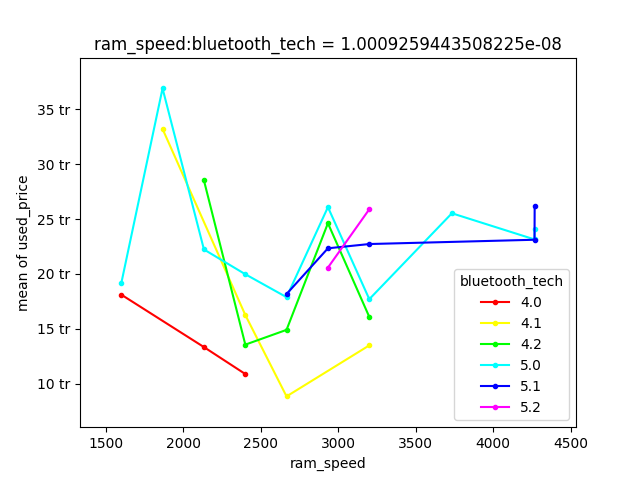 ram_speed:bluetooth_tech = 1.0009259443508225e-08
mean of used_price
35 tr
30 tr
25 tr
20 tr
15 tr
10 tr
bluetooth_tech
4.0
4.1
4.2
5.0
5.1
5.2
1500 2000 2500 3000 3500 4000 4500
ram_speed